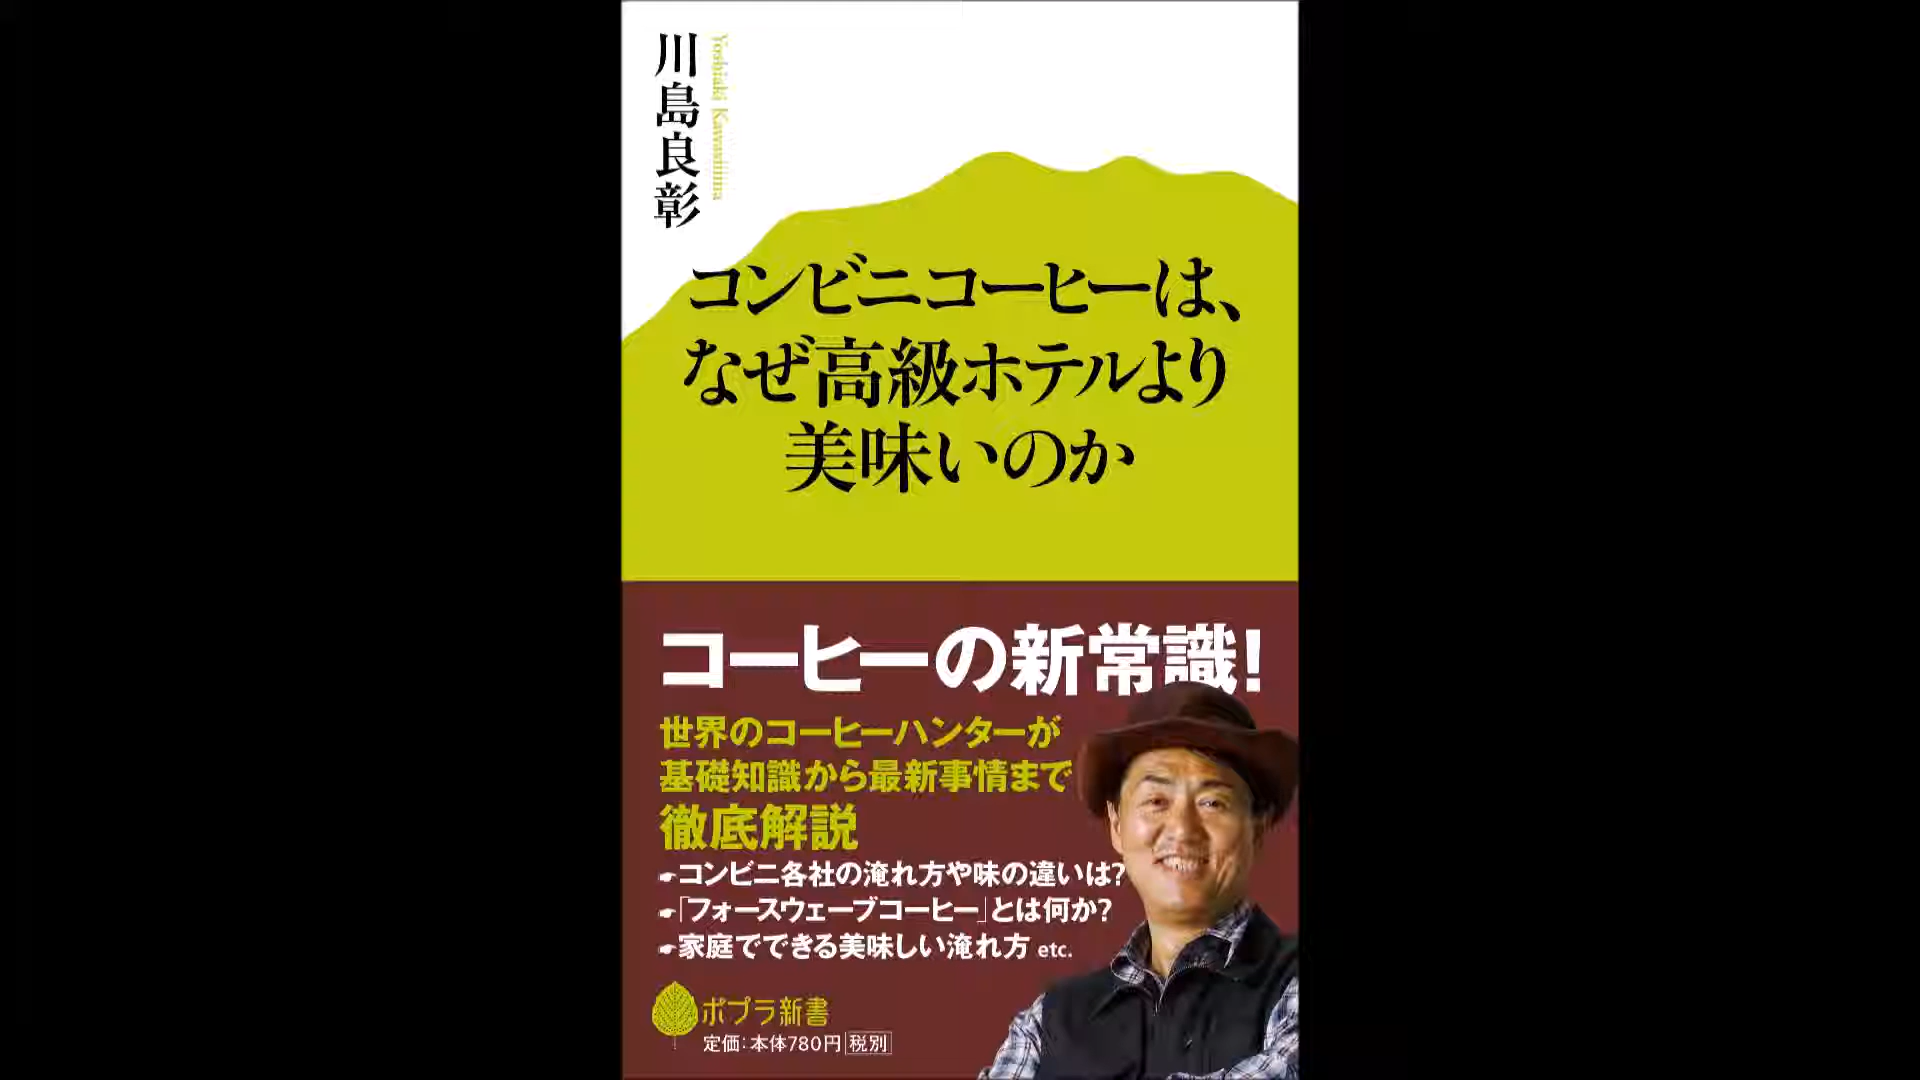 川島良彰
Yoshiaki Kawashima
コンビニコーヒーは、
なぜ高級ホテルより
美味いのか
コーヒーの新常識!
世界のコーヒーハンターが
基礎知識から最新事情まで
徹底解説
☛コンビニ各社の淹れ方や味の違いは?
☛「フォースウェーブコーヒー」とは何か?
☛家庭でできる美味しい淹れ方 etc.
ポプラ新書
定価:本体780円 税別